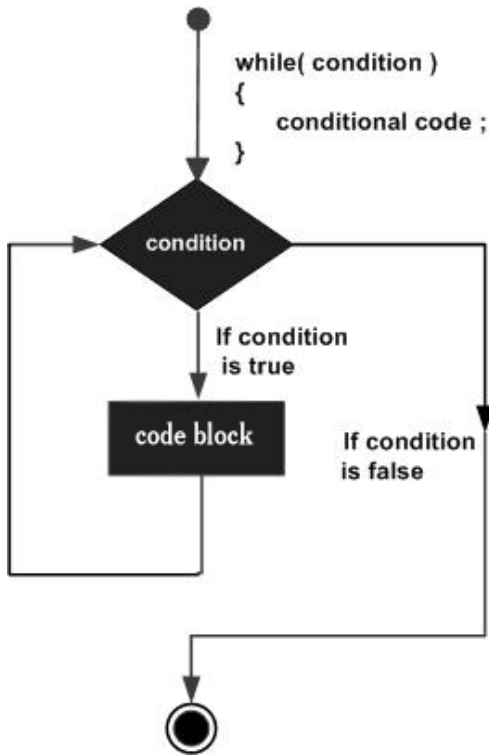 while( condition )
{
conditional code ;
}
condition
If condition
is true
code block
If condition
is false